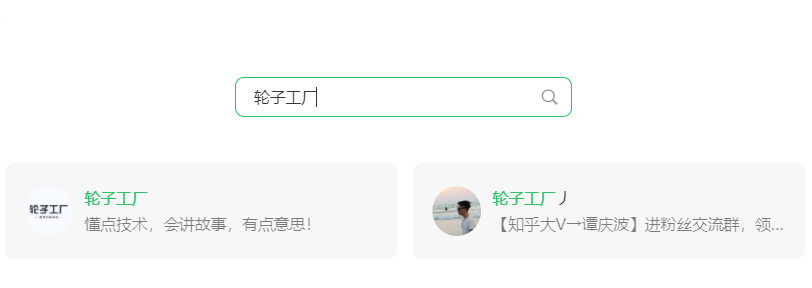 轮子工厂
轮子工厂
轮子工厂
懂点技术，会讲故事，有点意思！
轮子工厂丿
【知乎大V→谭庆波】进粉丝交流群，领...